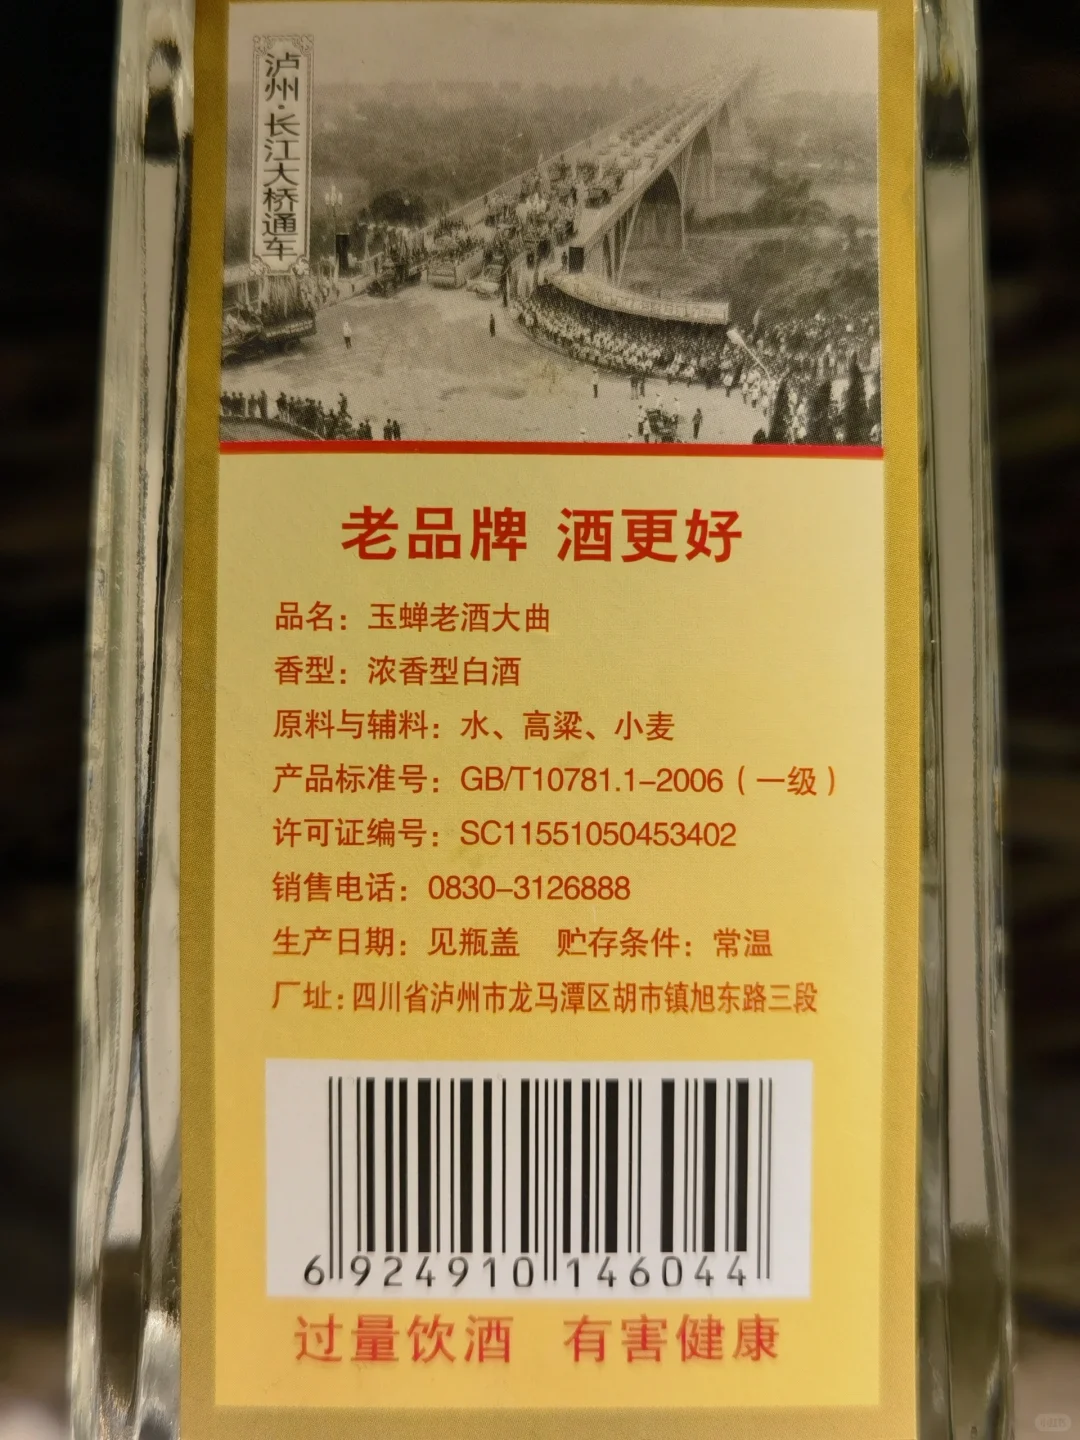 泸州·长江大桥通车
老品牌 酒更好
品名：玉蝉老酒大曲
香型：浓香型白酒
原料与辅料：水、高粱、小麦
产品标准号：GB/T10781.1-2006（一级）
许可证编号：SC11551050453402
销售电话：0830-3126888
生产日期：见瓶盖 贮存条件：常温
厂址：四川省泸州市龙马潭区胡市镇旭东路三段
6924910146044
过量饮酒 有害健康